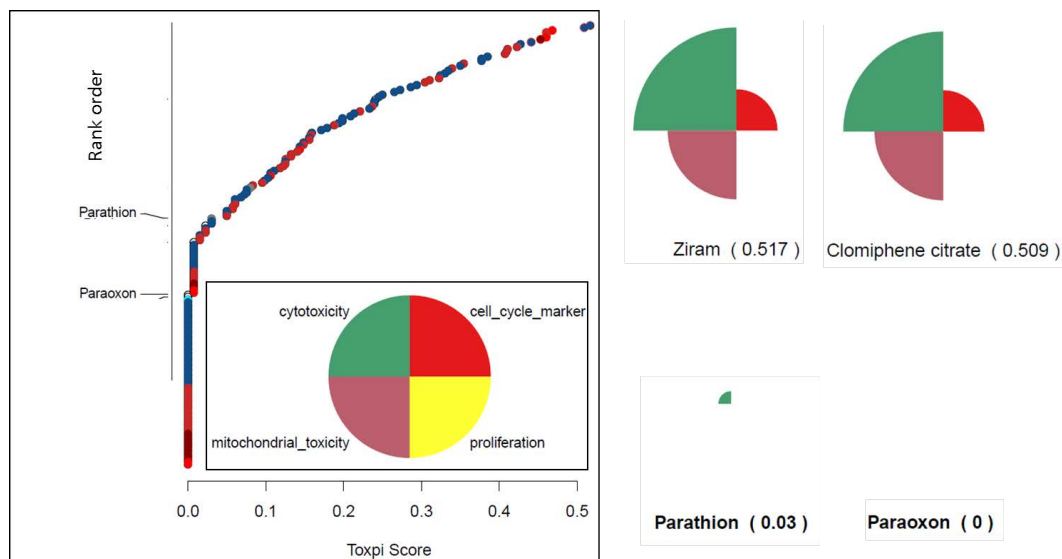 Rank order
Parathion
Paraoxon
cytotoxicity
cell_cycle_marker
mitochondrial_toxicity
proliferation
0.0 0.1 0.2 0.3 0.4 0.5
Toxpi Score
Ziram ( 0.517 )
Clomiphene citrate ( 0.509 )
Parathion ( 0.03 )
Paraoxon ( 0 )